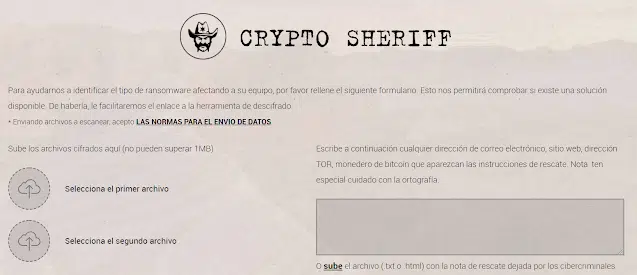 CRYPTO SHERIFF
Para ayudarnos a identificar el tipo de ransomware afectando a su equipo, por favor rellene el siguiente formulario. Esto nos permitirá comprobar si existe una solución
disponible. De haberla, le facilitaremos el enlace a la herramienta de descifrado.
* Enviando archivos a escanear, acepto LAS NORMAS PARA EL ENVIO DE DATOS
Sube los archivos cifrados aquí (no pueden superar 1MB)
Selecciona el primer archivo
Selecciona el segundo archivo
Escribe a continuación cualquier dirección de correo electrónico, sitio web, dirección
TOR, monedero de bitcoin que aparezcan las instrucciones de rescate. Nota: ten
especial cuidado con la ortografía.
O sube el archivo (.txt o .html) con la nota de rescate dejada por los cibercriminales